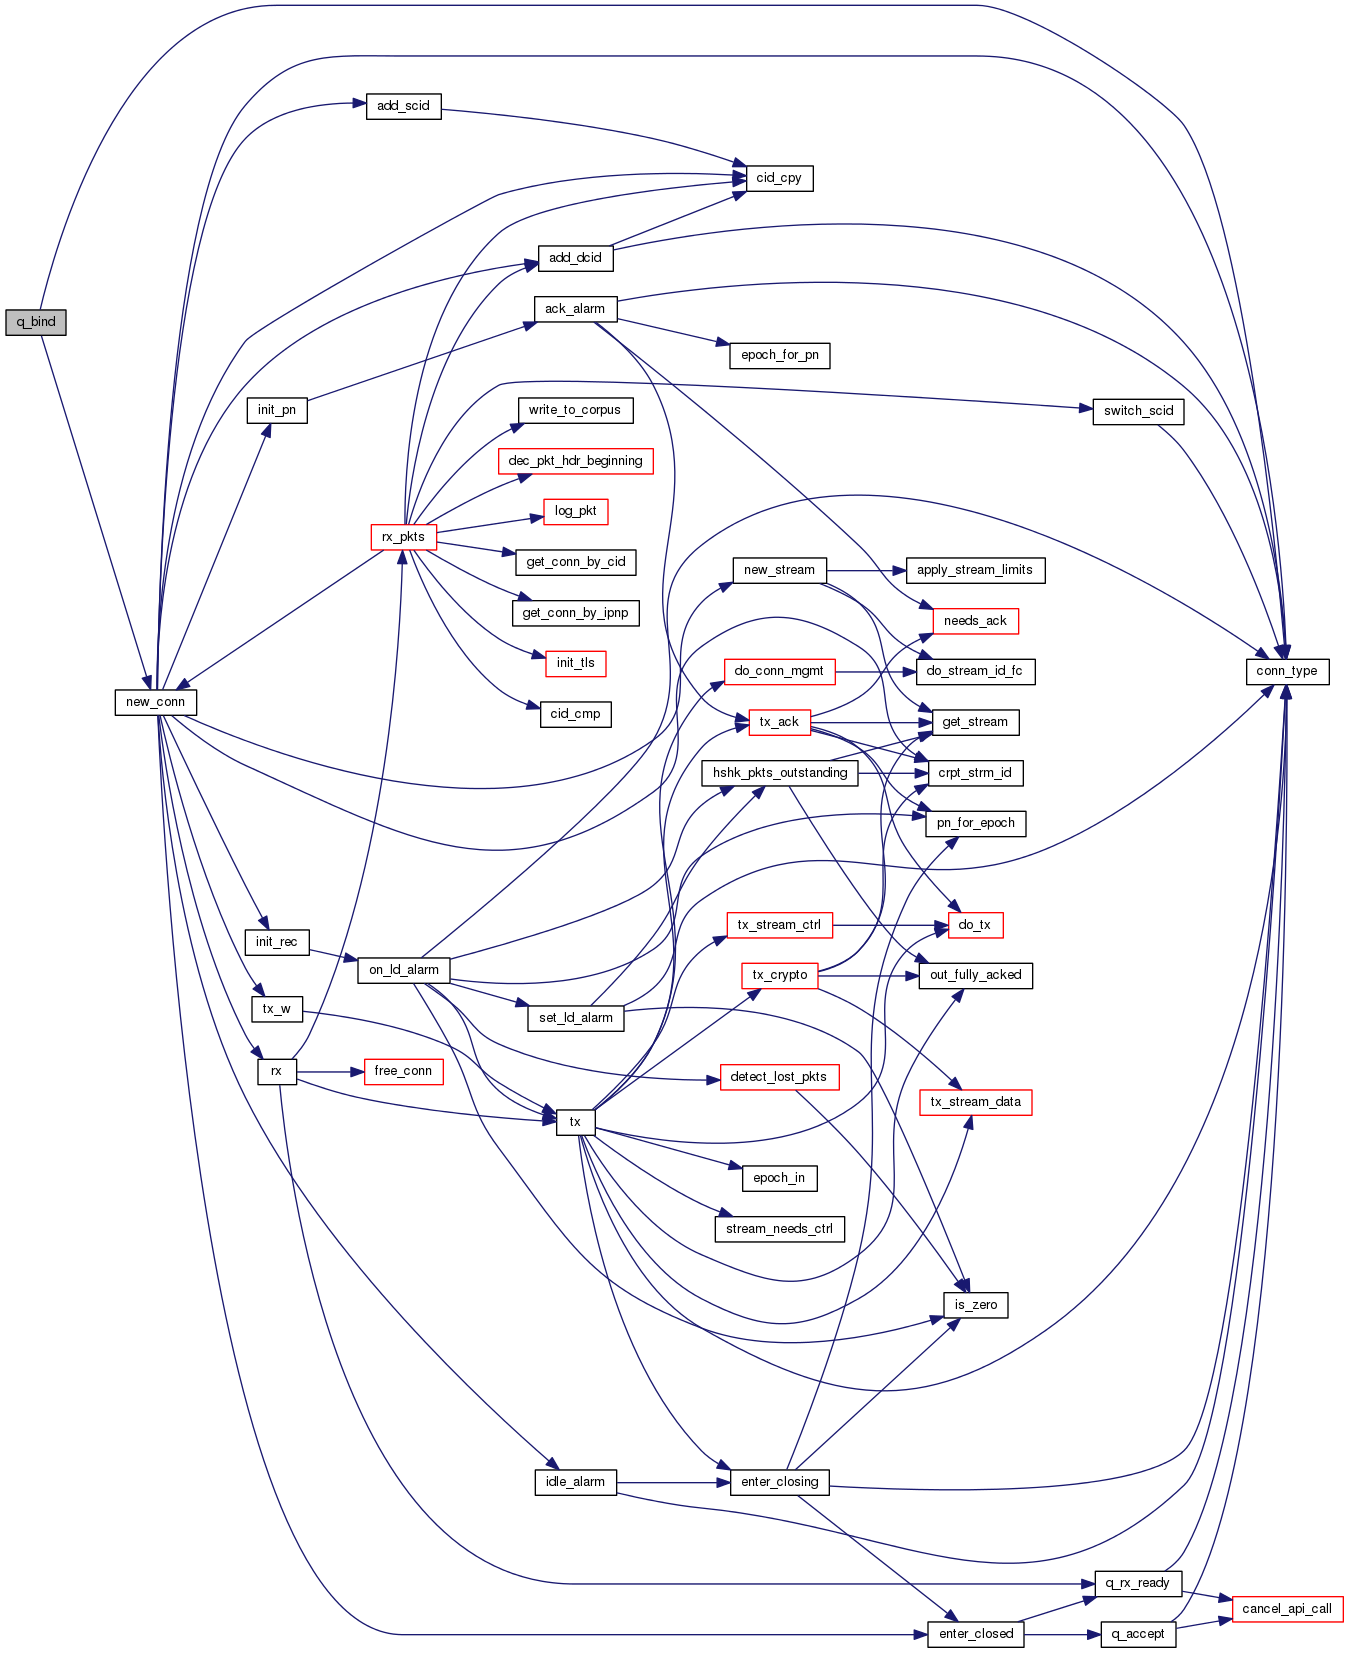 add_scid
cid_cpy
add_dcid
ack_alarm
q_bind
epoch_for_pn
init_pn
write_to_corpus
switch_scid
dec_pkt_hdr_beginning
log_pkt
rx_pkts
get_conn_by_cid
new_stream
apply_stream_limits
get_conn_by_ipnp
needs_ack
init_tls
do_conn_mgmt
do_stream_id_fc
conn_type
new_conn
cid_cmp
tx_ack
get_stream
hshk_pkts_outstanding
crpt_strm_id
pn_for_epoch
tx_stream_ctrl
do_tx
init_rec
on_ld_alarm
tx_crypto
out_fully_acked
tx_w
set_ld_alarm
rx
free_conn
detect_lost_pkts
tx_stream_data
tx
epoch_in
stream_needs_ctrl
is_zero
idle_alarm
enter_closing
q_rx_ready
cancel_api_call
enter_closed
q_accept